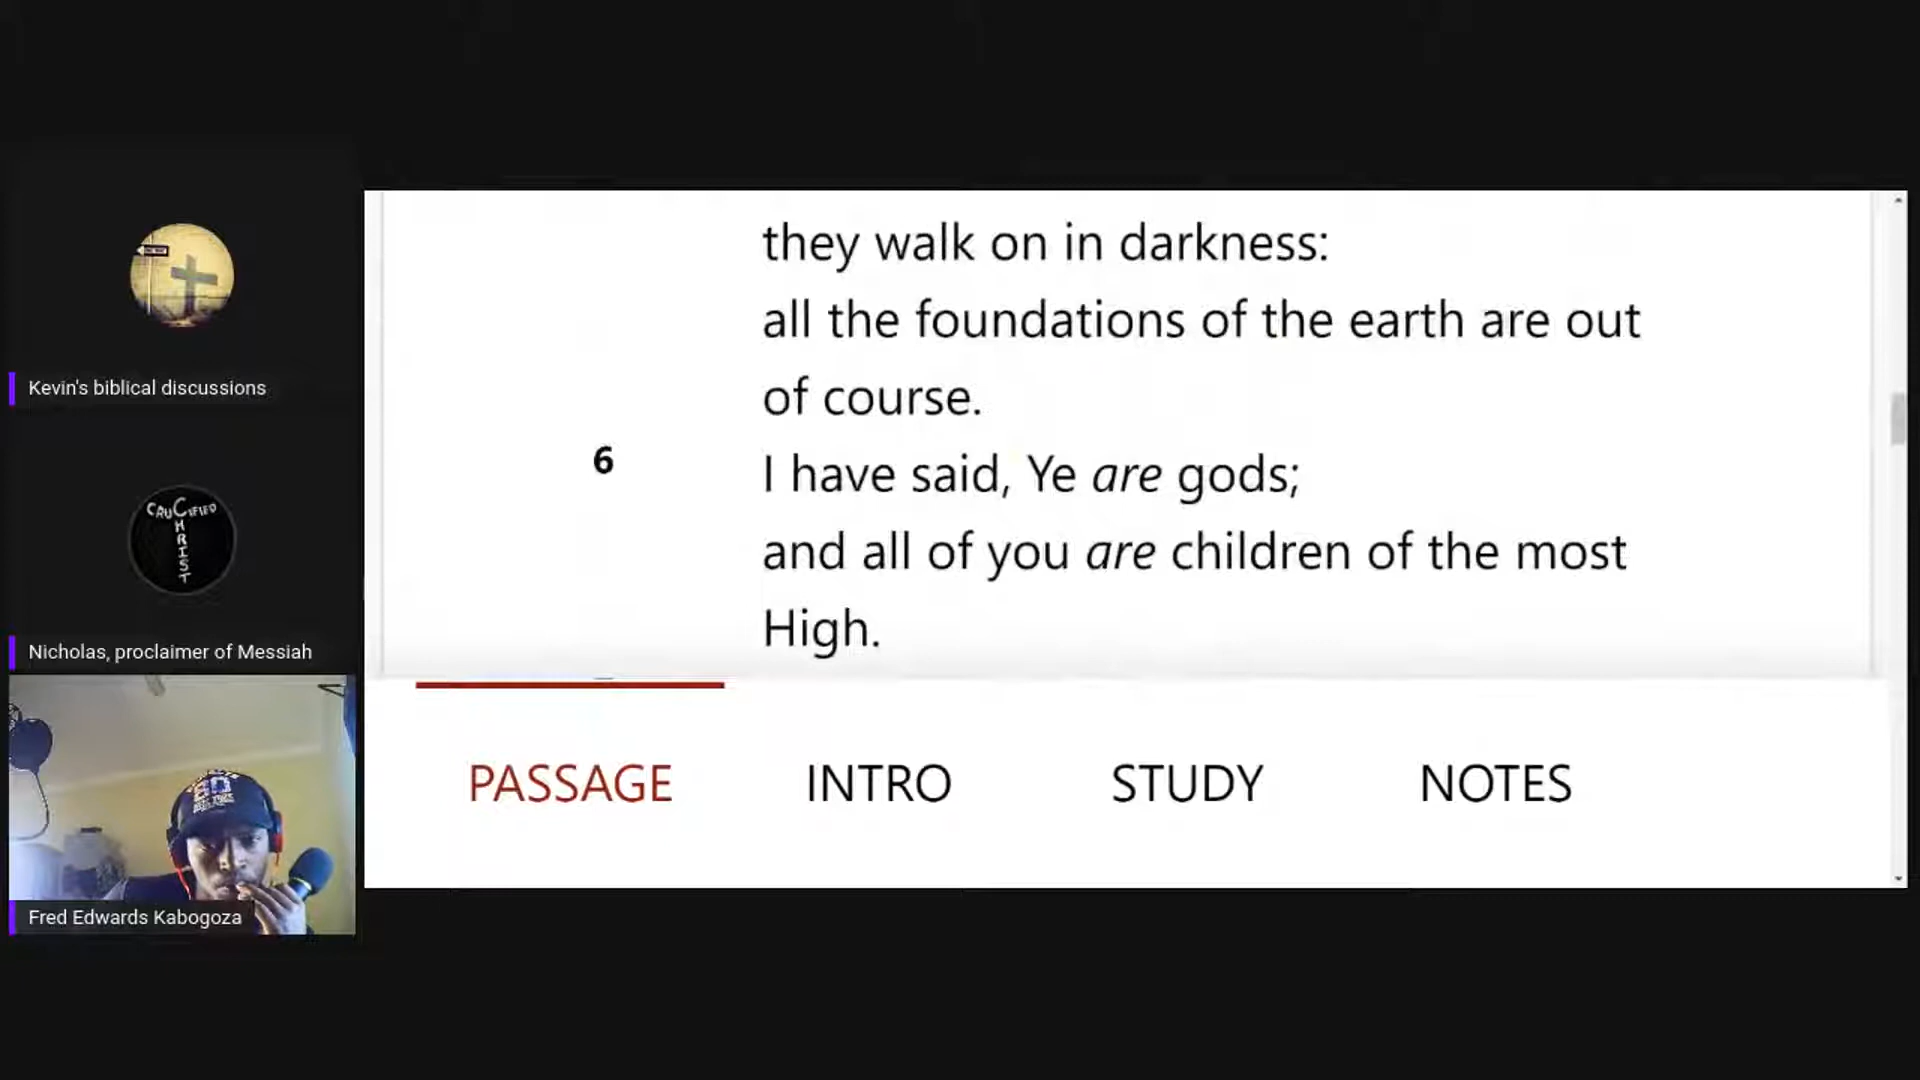 they walk on in darkness:
all the foundations of the earth are out
of course.
6
I have said, Ye are gods;
and all of you are children of the most
High.
PASSAGE
INTRO
STUDY
NOTES
Kevin's biblical discussions
CRUCIFIED
CHRIST
Nicholas, proclaimer of Messiah
Fred Edwards Kabogoza